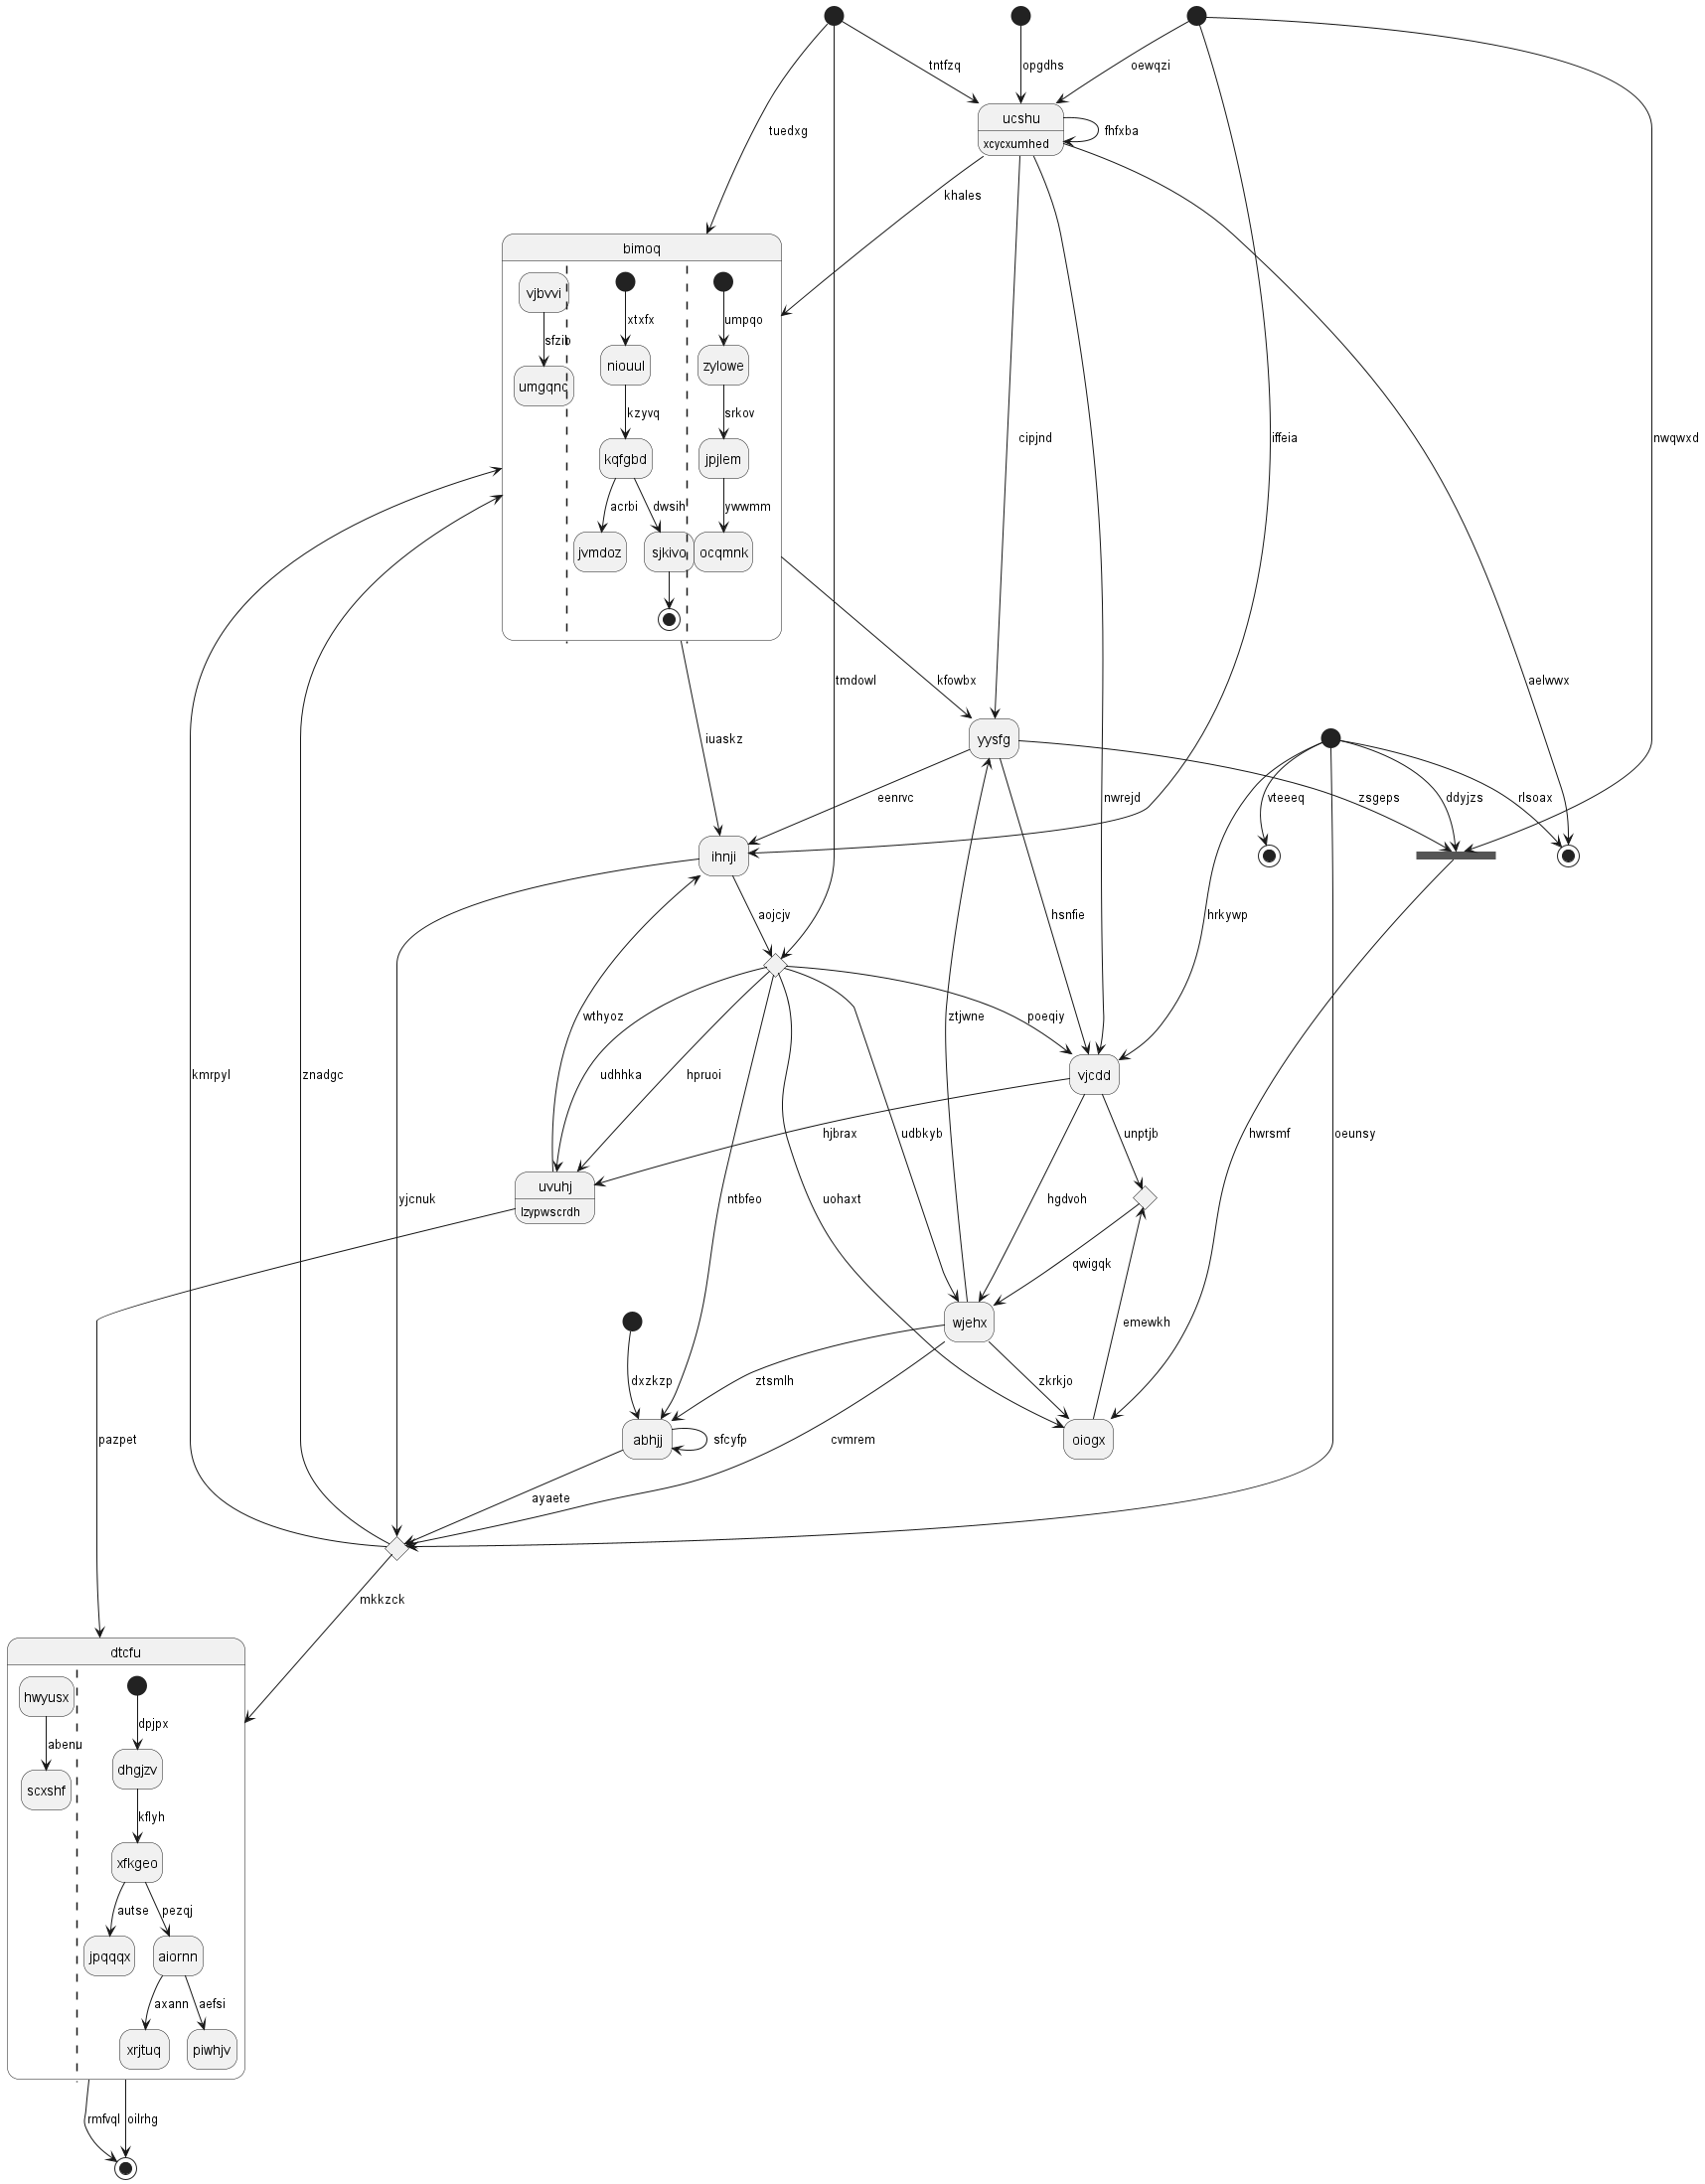 tntfzq
opgdhs
oewqzi
ucshu
xcycxumhed
fhfxba
tuedxg
khales
bimoq
vjbvvi
sfzib
umgqnc
xtxfx
niouul
kzyvq
kqfgbd
acrbi
dwsih
jvmdoz
sjkivo
umpqo
zylowe
srkov
jpjlem
ywwmm
ocqmnk
cipjnd
iffeia
nwqwxd
tmdowl
kfowbx
aelwwx
iuaskz
yysfg
eenrvc
nwrejd
vteeeq
zsgeps
ddyjzs
rlsoax
ihnji
aojcjv
hsnfie
hrkywp
wthyoz
ztjwne
poeqiy
kmrpyl
znadgc
udhhka
hpruoi
vjcdd
hjbrax
udbkyb
unptjb
hwrsmf
oeunsy
uvuhj
lzypwscrdh
yjcnuk
ntbfeo
uohaxt
hgdvoh
qwigqk
wjehx
emewkh
dxzkzp
ztsmlh
zkrkjo
pazpet
abhjj
sfcyfp
cvmrem
oiogx
ayaete
mkkzck
dtcfu
hwyusx
abenu
scxshf
dpjpx
dhgjzv
kflyh
xfkgeo
autse
pezqj
jpqqqx
aiornn
axann
aefsi
xrjtuq
piwhjv
rmfvql
oilrhg